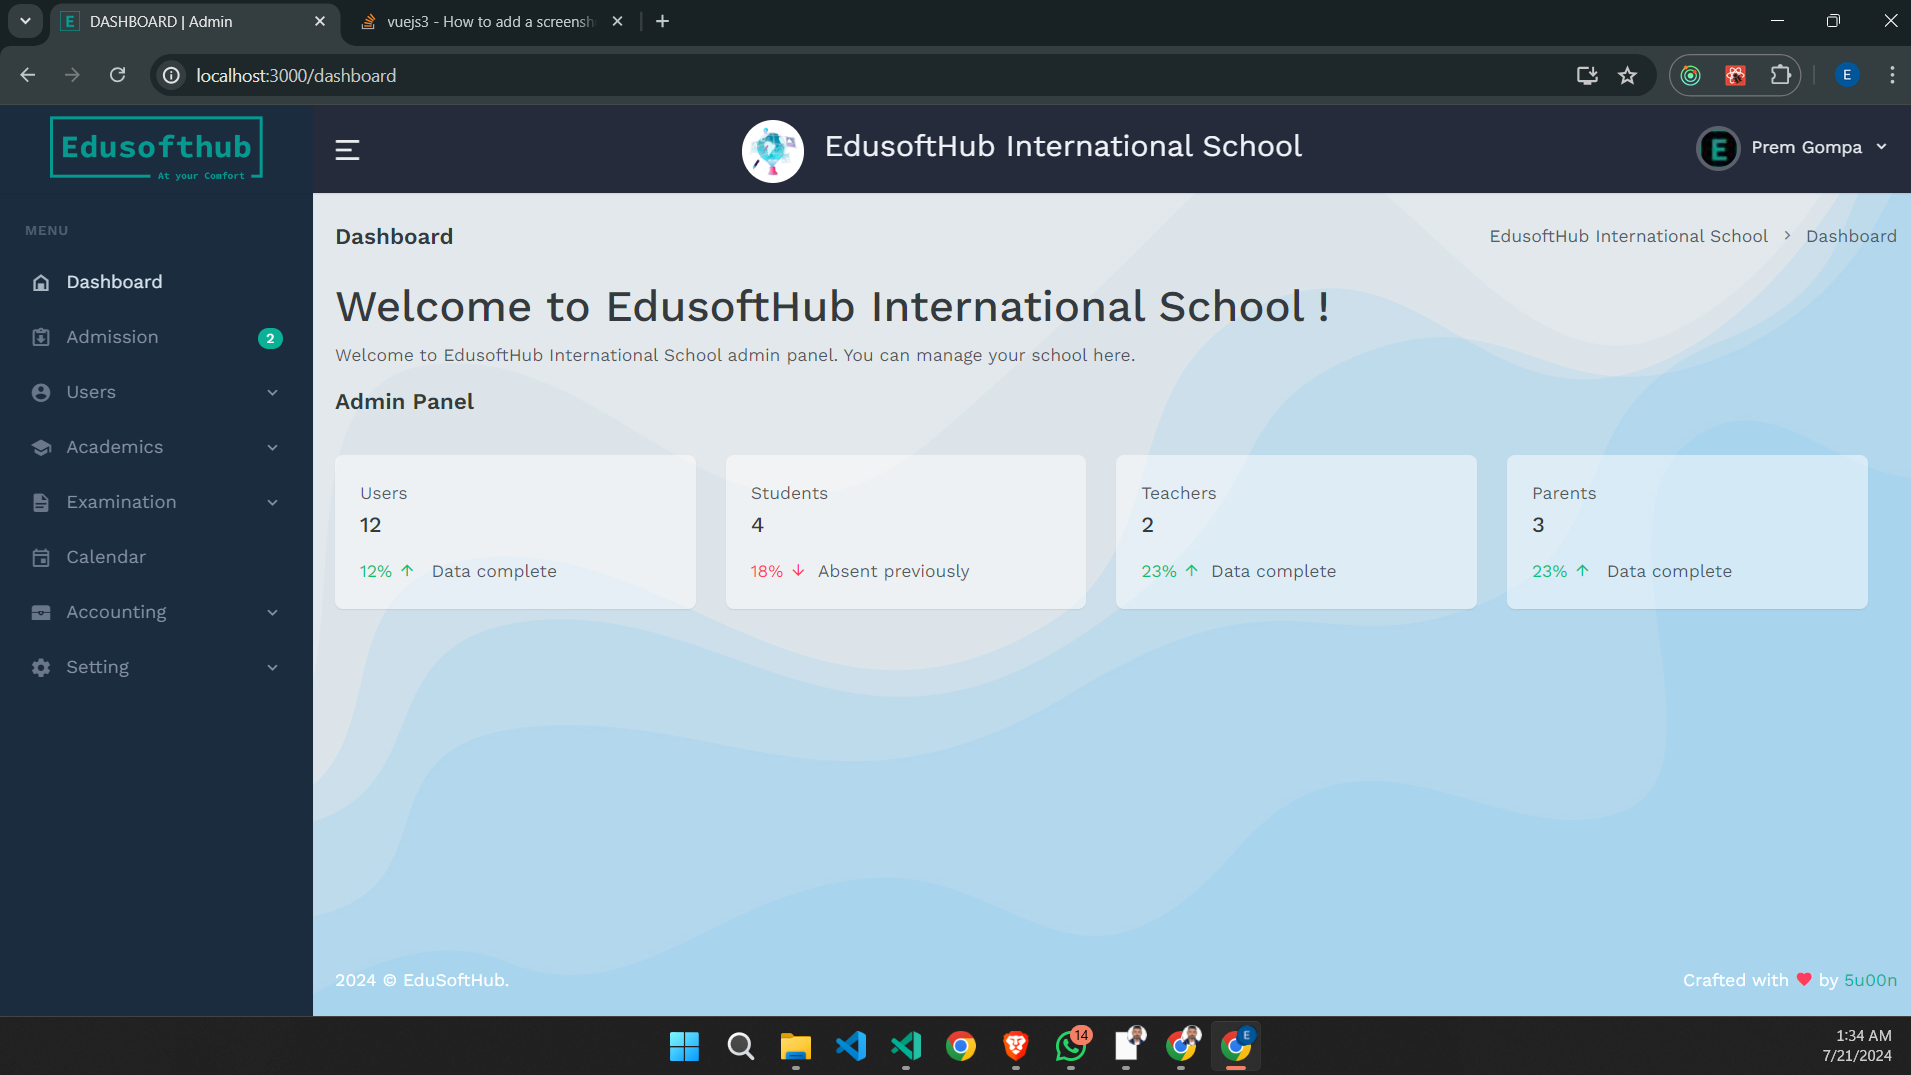 DASHBOARD | Admin
vuejs3 - How to add a screensh
localhost:3000/dashboard
E
Edusofthub
At your Comfort
EdusoftHub International School
E
Prem Gompa
MENU
Dashboard
Admission
2
Users
Academics
Examination
Calendar
Accounting
Setting
Dashboard
EdusoftHub International School > Dashboard
Welcome to EdusoftHub International School !
Welcome to EdusoftHub International School admin panel. You can manage your school here.
Admin Panel
Users
12
12% ↑ Data complete
Students
4
18% ↓ Absent previously
Teachers
2
23% ↑ Data complete
Parents
3
23% ↑ Data complete
2024 © EduSoftHub.
Crafted with ♥ by 5u00n
14
E
1:34 AM
7/21/2024